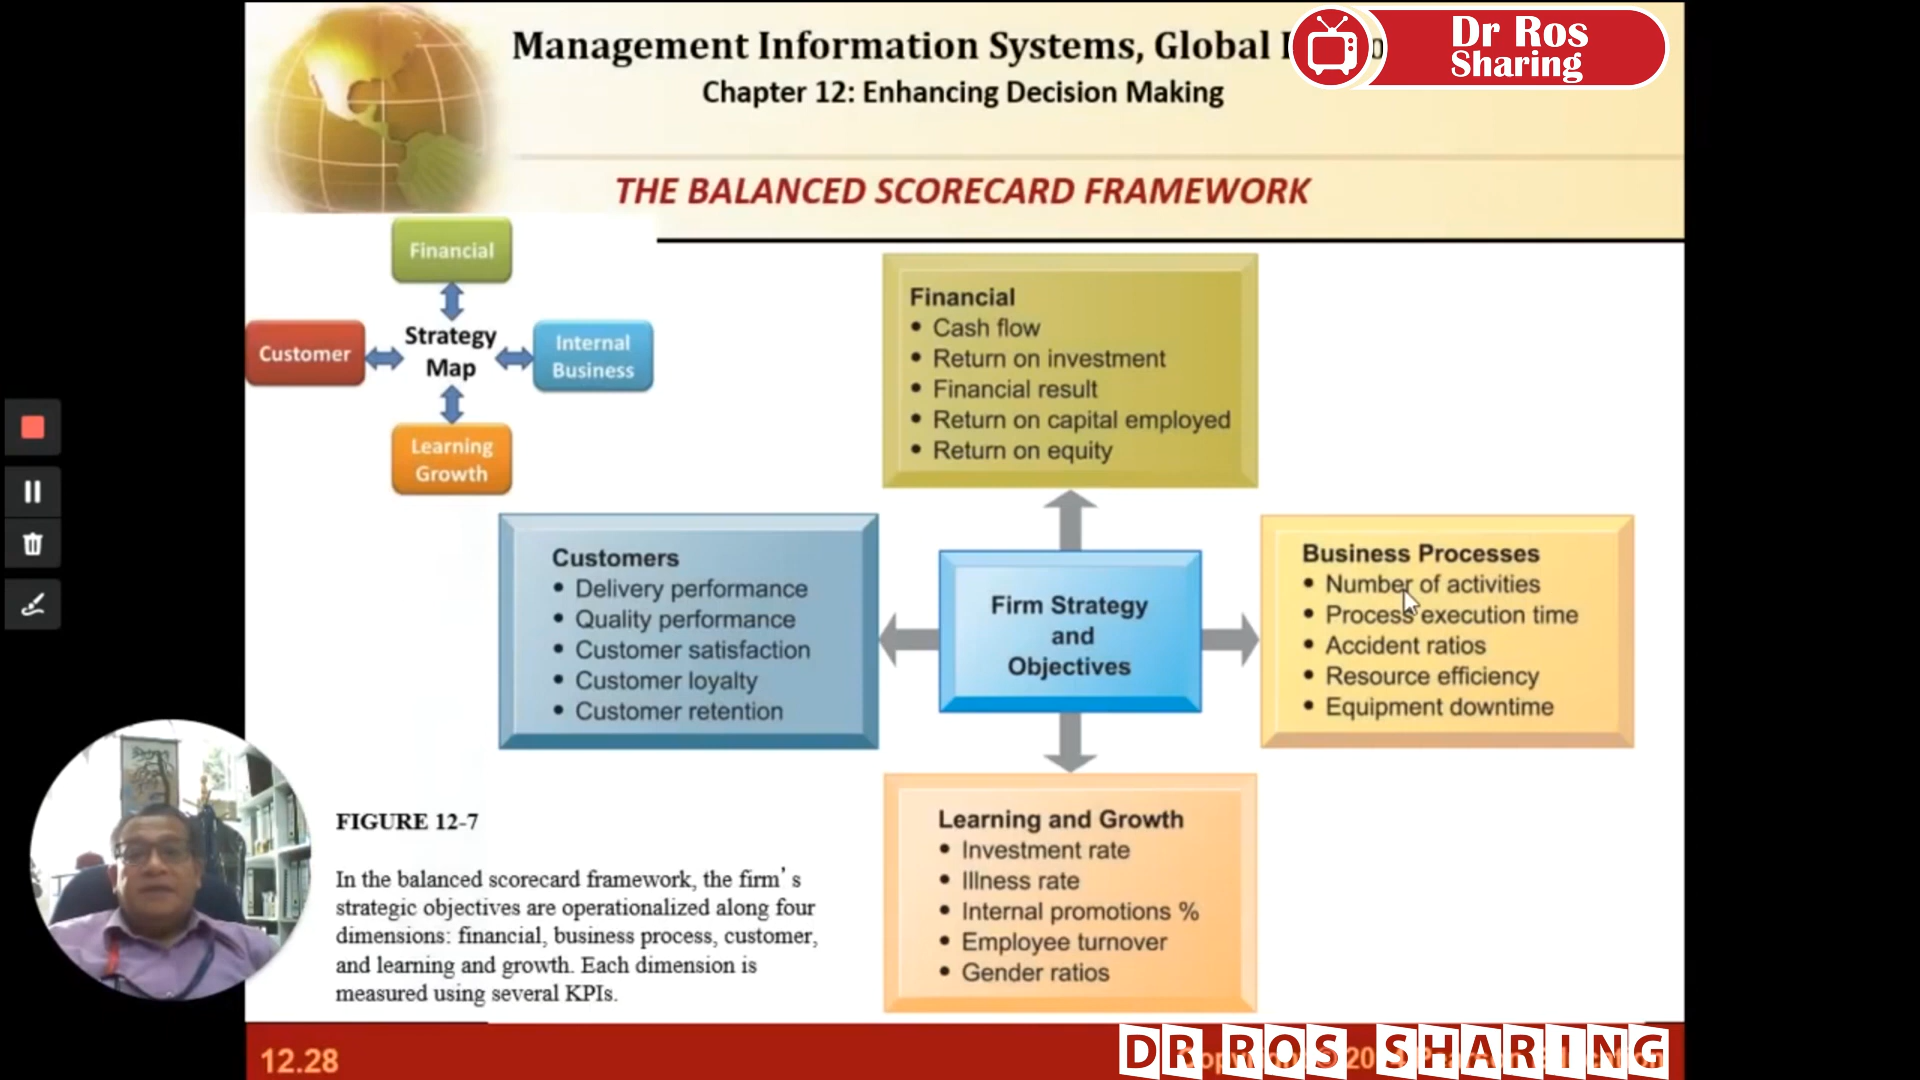 Management Information Systems, Global
Dr Ros
Sharing
Chapter 12: Enhancing Decision Making
THE BALANCED SCORECARD FRAMEWORK
Financial
Customer
Strategy
Map
Internal
Business
Learning
Growth
Financial
• Cash flow
• Return on investment
• Financial result
• Return on capital employed
• Return on equity
Customers
• Delivery performance
• Quality performance
• Customer satisfaction
• Customer loyalty
• Customer retention
Firm Strategy
and
Objectives
Business Processes
• Number of activities
• Process execution time
• Accident ratios
• Resource efficiency
• Equipment downtime
Learning and Growth
• Investment rate
• Illness rate
• Internal promotions %
• Employee turnover
• Gender ratios
FIGURE 12-7
In the balanced scorecard framework, the firm's
strategic objectives are operationalized along four
dimensions: financial, business process, customer,
and learning and growth. Each dimension is
measured using several KPIs.
12.28
DR ROS SHARING